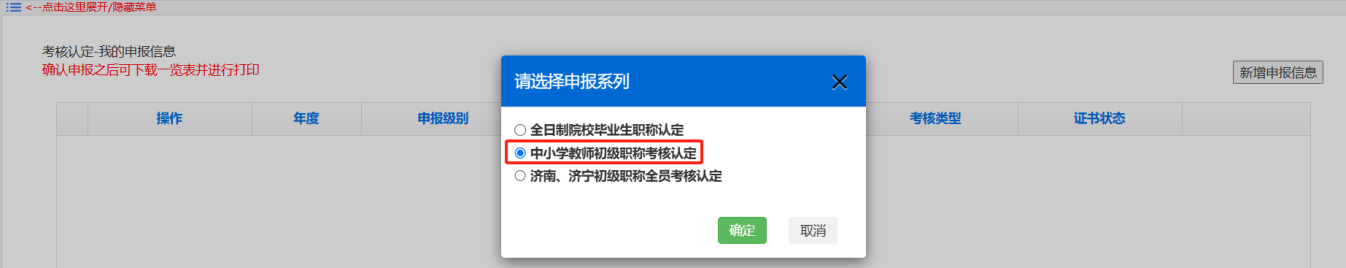 <--点击这里展开/隐藏菜单
考核认定-我的申报信息
确认申报之后可下载一览表并进行打印
新增申报信息
操作 年度 申报级别 考核类型 证书状态
请选择申报系列
全日制院校毕业生职称认定
中小学教师初级职称考核认定
济南、济宁初级职称全员考核认定
确定 取消